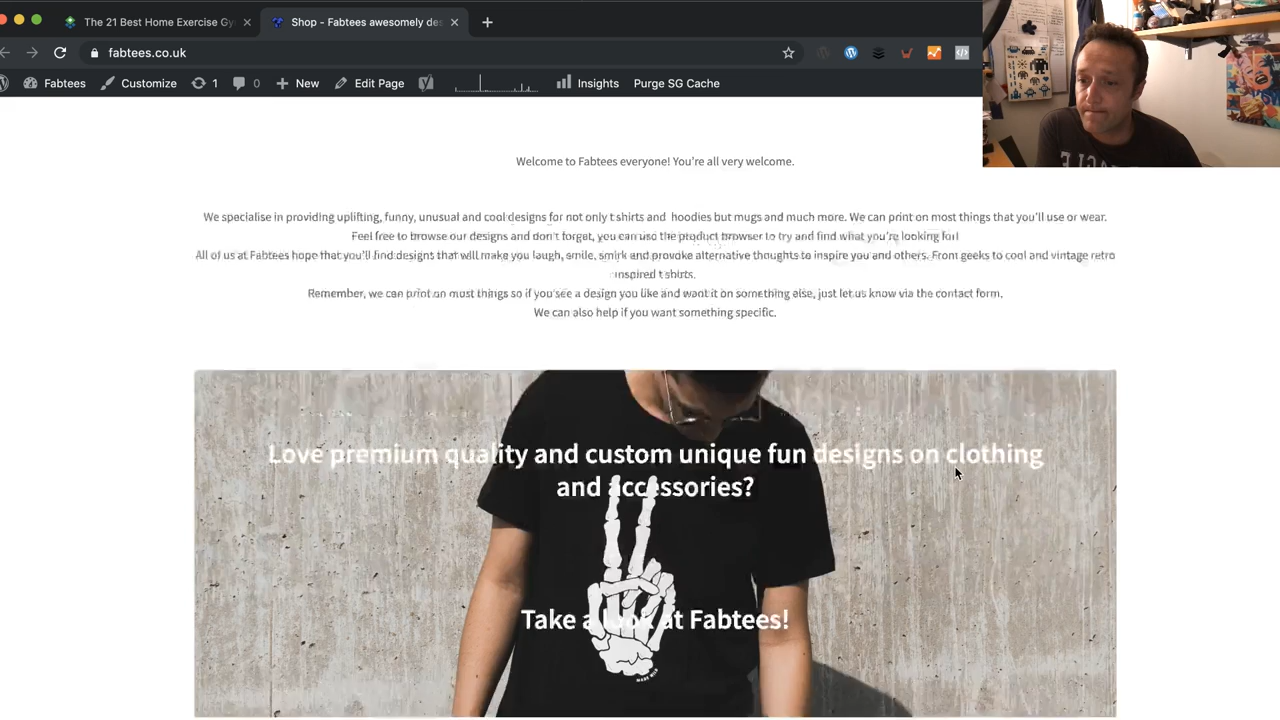 The 21 Best Home Exercise Gy
Shop - Fabtees awesomely des
fabtees.co.uk
Fabtees
Customize
1
0
New
Edit Page
Insights
Purge SG Cache
Welcome to Fabtees everyone! You're all very welcome.
We specialise in providing uplifting, funny, unusual and cool designs for not only t shirts and hoodies but mugs and much more. We can print on most things that you'll use or wear.
Feel free to browse our designs and don't forget, you can use the product browser to try and find what you're looking for!
All of us at Fabtees hope that you'll find designs that will make you laugh, smile, smirk and provoke alternative thoughts to inspire you and others. From geeks to cool and vintage retro
inspired t shirts.
Remember, we can print on most things so if you see a design you like and want it on something else, just let us know via the contact form.
We can also help if you want something specific.
Love premium quality and custom unique fun designs on clothing
and accessories?
Take a look at Fabtees!